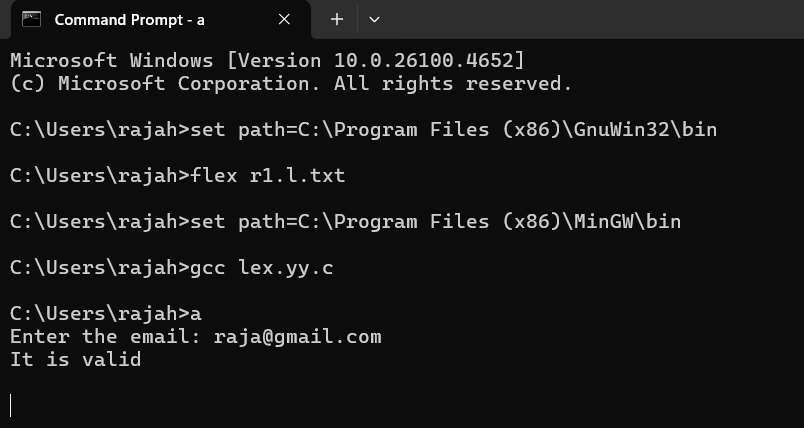 Command Prompt - a
Microsoft Windows [Version 10.0.26100.4652]
(c) Microsoft Corporation. All rights reserved.
C:\Users\rajah>set path=C:\Program Files (x86)\GnuWin32\bin
C:\Users\rajah>flex r1.l.txt
C:\Users\rajah>set path=C:\Program Files (x86)\MinGW\bin
C:\Users\rajah>gcc lex.yy.c
C:\Users\rajah>a
Enter the email: raja@gmail.com
It is valid